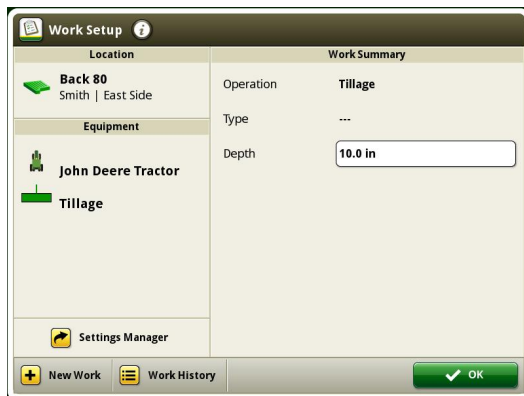 Work Setup i
Location
Back 80
Smith | East Side
Equipment
John Deere Tractor
Tillage
Settings Manager
Work Summary
Operation Tillage
Type ---
Depth 10.0 in
New Work Work History OK